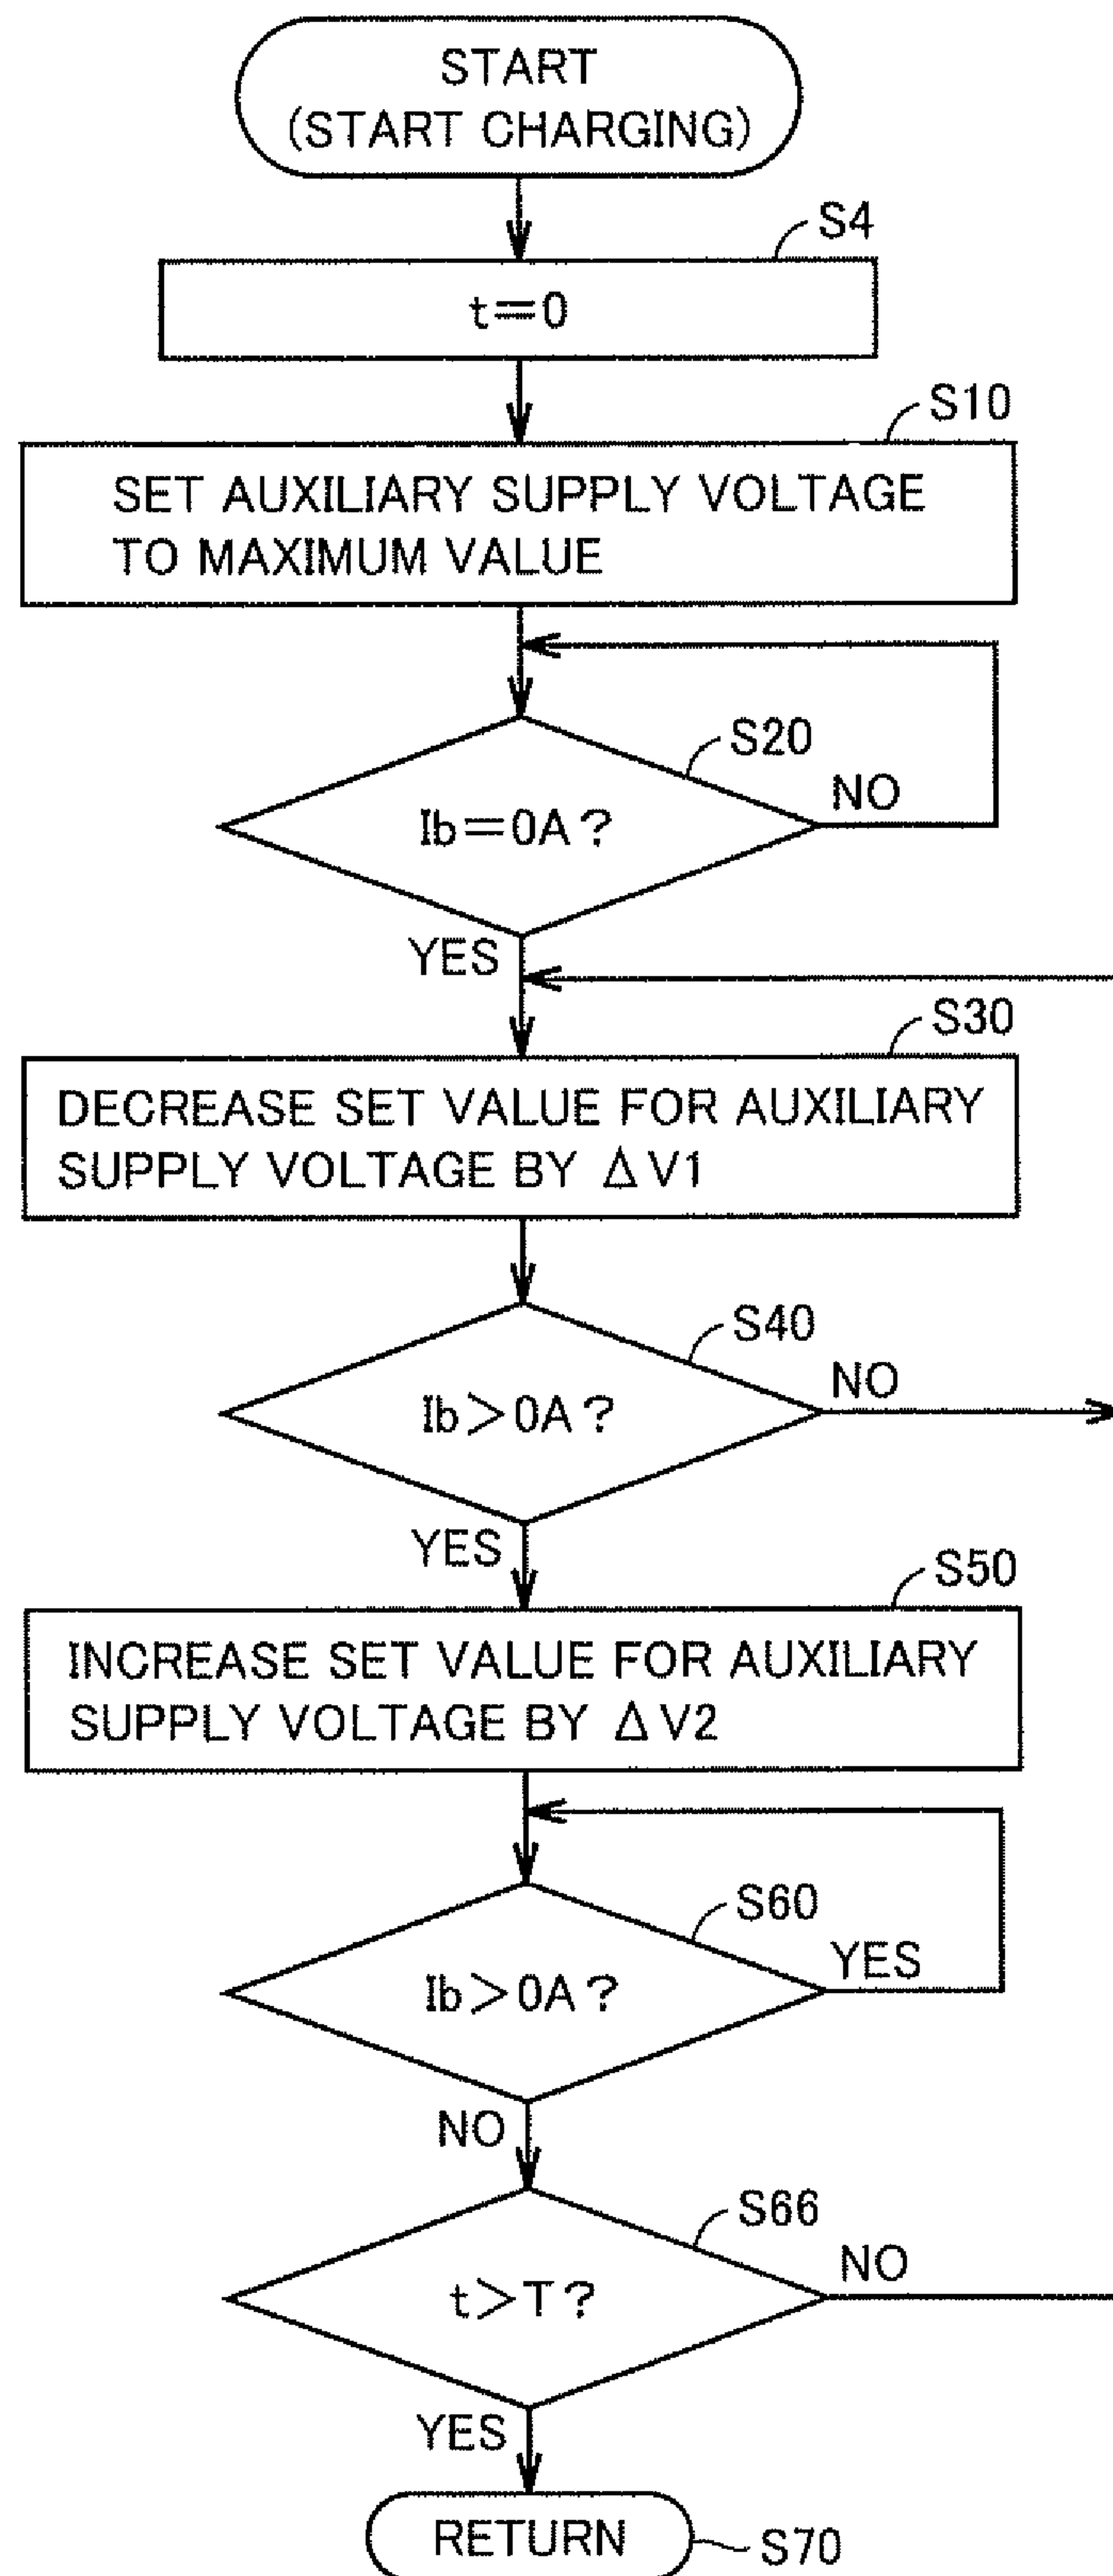 START
(START CHARGING)
S4
t=0
S10
SET AUXILIARY SUPPLY VOLTAGE
TO MAXIMUM VALUE
S20
Ib=0A?
NO
YES
S30
DECREASE SET VALUE FOR AUXILIARY
SUPPLY VOLTAGE BY ΔV1
S40
Ib>0A?
NO
YES
S50
INCREASE SET VALUE FOR AUXILIARY
SUPPLY VOLTAGE BY ΔV2
S60
Ib>0A?
YES
NO
S66
t>T?
NO
YES
RETURN
S70